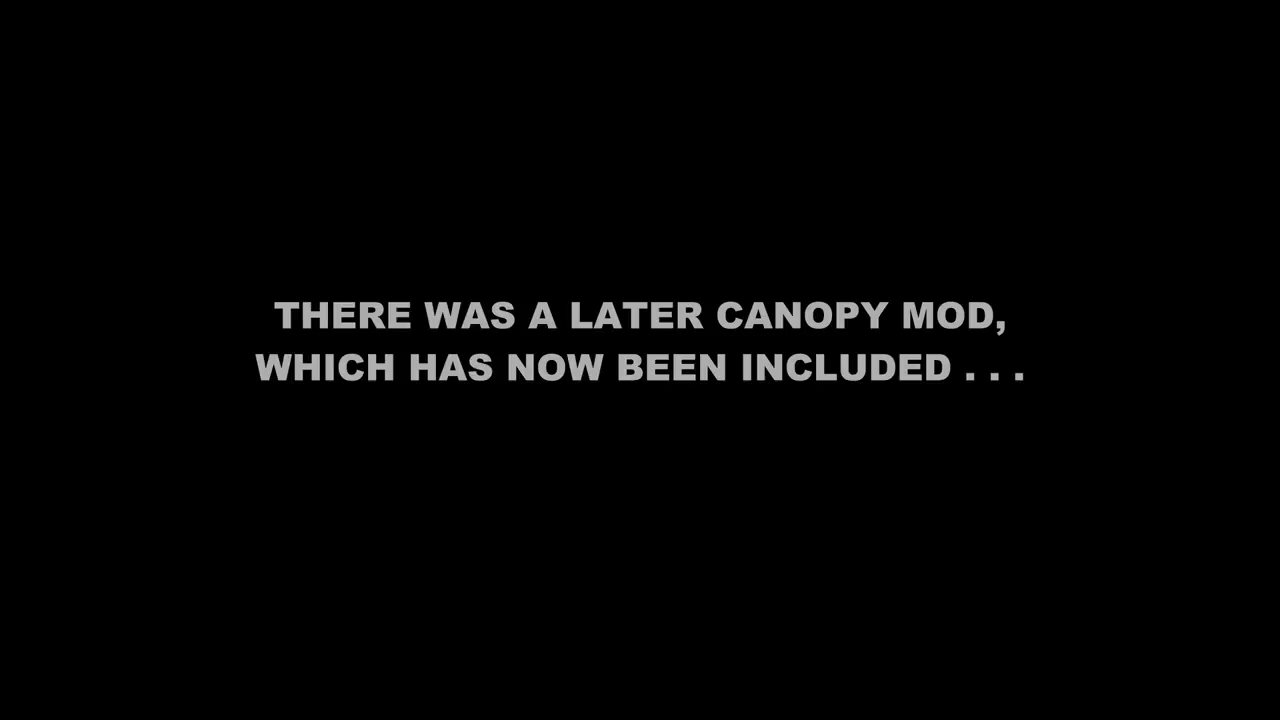 THERE WAS A LATER CANOPY MOD,
WHICH HAS NOW BEEN INCLUDED . . .